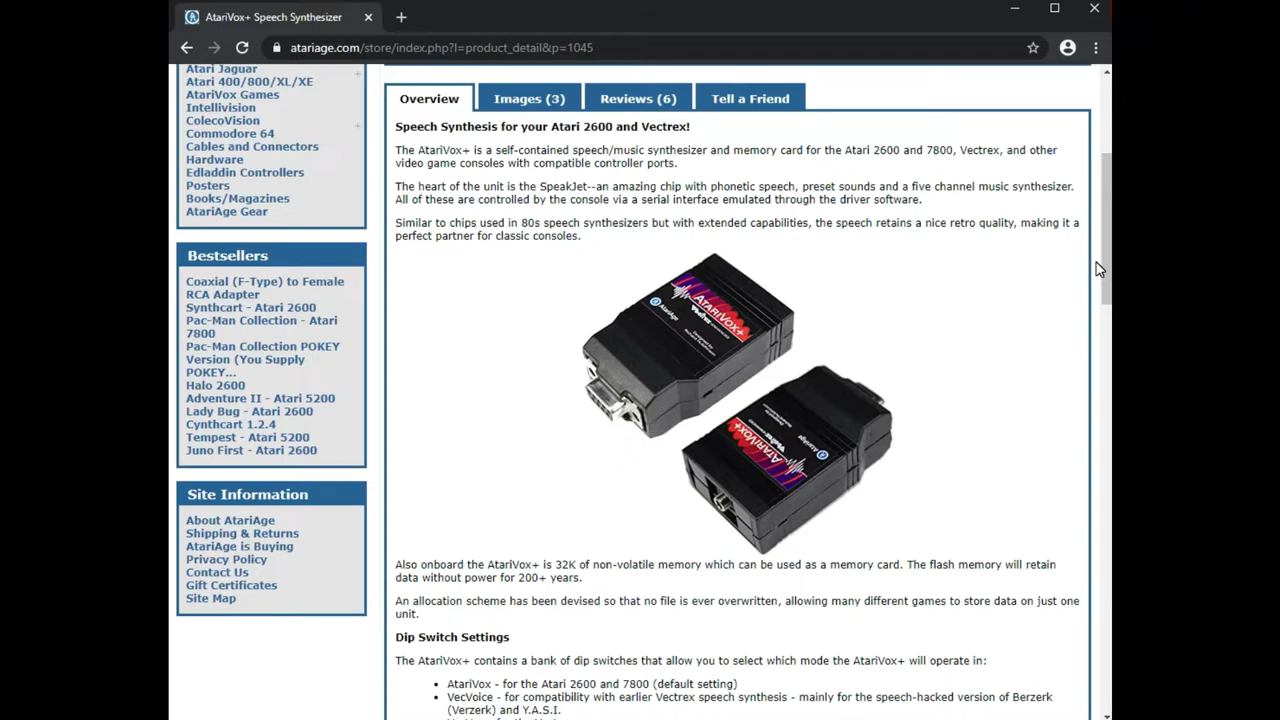 AtariVox+ Speech Synthesizer
atariage.com/store/index.php?l=product_detail&p=1045
Atari Jaguar
Atari 400/800/XL/XE
AtariVox Games
Intellivision
ColecoVision
Commodore 64
Cables and Connectors
Hardware
Edladdin Controllers
Posters
Books/Magazines
AtariAge Gear
Bestsellers
Coaxial (F-Type) to Female
RCA Adapter
Synthcart - Atari 2600
Pac-Man Collection - Atari
7800
Pac-Man Collection POKEY
Version (You Supply
POKEY...
Halo 2600
Adventure II - Atari 5200
Lady Bug - Atari 2600
Cynthcart 1.2.4
Tempest - Atari 5200
Juno First - Atari 2600
Site Information
About AtariAge
Shipping & Returns
AtariAge is Buying
Privacy Policy
Contact Us
Gift Certificates
Site Map
Overview
Images (3)
Reviews (6)
Tell a Friend
Speech Synthesis for your Atari 2600 and Vectrex!
The AtariVox+ is a self-contained speech/music synthesizer and memory card for the Atari 2600 and 7800, Vectrex, and other
video game consoles with compatible controller ports.
The heart of the unit is the SpeakJet--an amazing chip with phonetic speech, preset sounds and a five channel music synthesizer.
All of these are controlled by the console via a serial interface emulated through the driver software.
Similar to chips used in 80s speech synthesizers but with extended capabilities, the speech retains a nice retro quality, making it a
perfect partner for classic consoles.
AtariVox+
AtariAge
AtariVox+
AtariAge
Also onboard the AtariVox+ is 32K of non-volatile memory which can be used as a memory card. The flash memory will retain
data without power for 200+ years.
An allocation scheme has been devised so that no file is ever overwritten, allowing many different games to store data on just one
unit.
Dip Switch Settings
The AtariVox+ contains a bank of dip switches that allow you to select which mode the AtariVox+ will operate in:
AtariVox - for the Atari 2600 and 7800 (default setting)
VecVoice - for compatibility with earlier Vectrex speech synthesis - mainly for the speech-hacked version of Berzerk
(Verzerk) and Y.A.S.I.